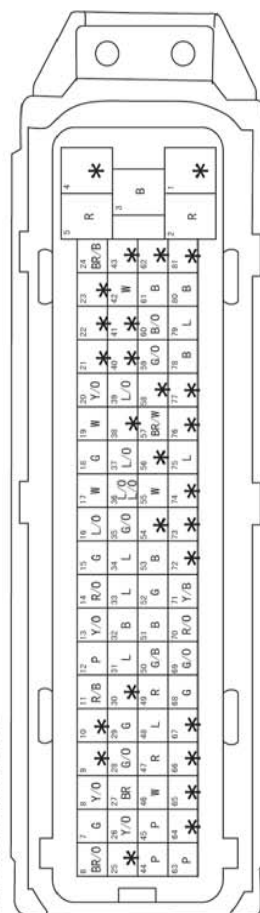 6 7 8 9 10 11 12 13 14 15 16 17 18 19 20 21 22 23 24 5 4
BR/O G Y/O * * R/B P Y/O R/O G L/O W G W Y/O * * * BR/B R *
25 26 27 28 29 30 31 32 33 34 35 36 37 38 39 40 41 42 43 3
* Y/O BR G/O G * L B L L G/O L/O L/O L/O * L/O * * W * B
44 45 46 47 48 49 50 51 52 53 54 55 56 57 58 59 60 61 62
P P W R L R G/B B G B * W * BR/W * G/O B/O B *
63 64 65 66 67 68 69 70 71 72 73 74 75 76 77 78 79 80 81 2 1
P * * * * G G/O R/O Y/B * * * L * * B L B * R *